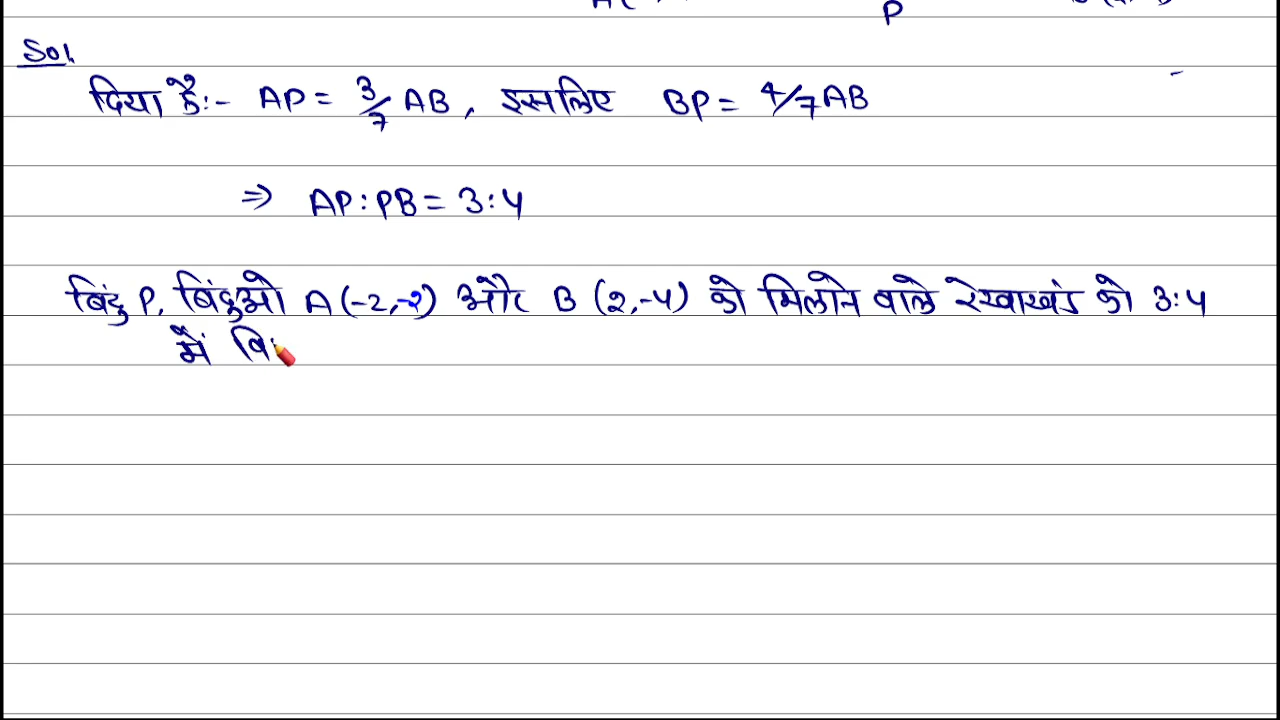 P
Sol.
दिया है:- AP = 3/7 AB, इसलिए BP = 4/7 AB
⇒ AP:PB = 3:4
बिंदु P, बिंदुओ A(-2,-2) और B (2,-4) को मिलाने वाले रेखाखंड को 3:4
में वि